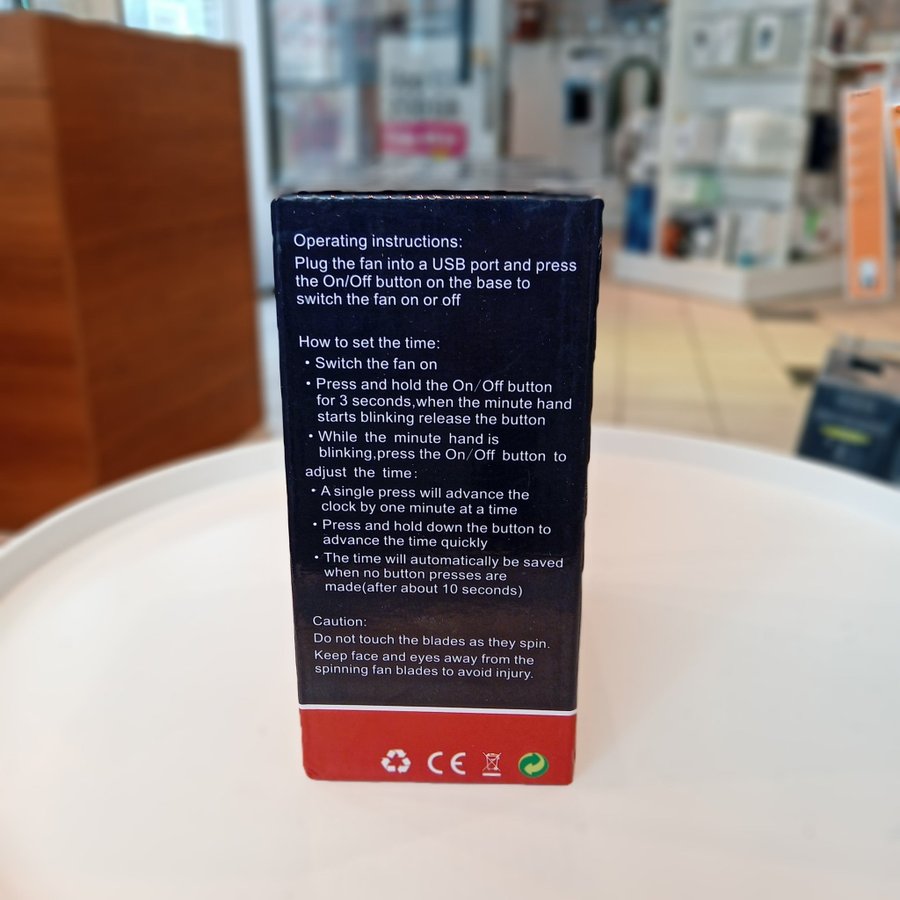 Operating instructions:
Plug the fan into a USB port and press
the On/Off button on the base to
switch the fan on or off
How to set the time:
• Switch the fan on
• Press and hold the On/Off button
for 3 seconds,when the minute hand
starts blinking release the button
• While the minute hand is
blinking,press the On/Off button to
adjust the time:
• A single press will advance the
clock by one minute at a time
• Press and hold down the button to
advance the time quickly
• The time will automatically be saved
when no button presses are
made(after about 10 seconds)
Caution:
Do not touch the blades as they spin.
Keep face and eyes away from the
spinning fan blades to avoid injury.
CE